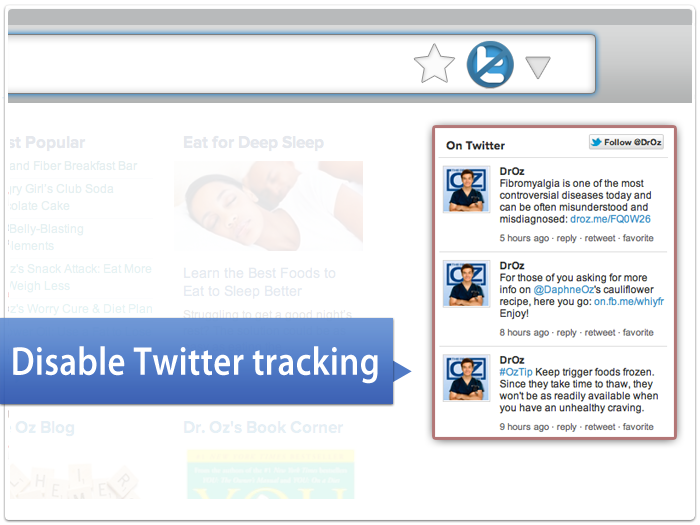 st Popular
and Fiber Breakfast Bar
ry Girl's Club Soda
olate Cake
Belly-Blasting
lements
z's Snack Attack: Eat More
Weigh Less
z's Worry Cure & Diet Plan
Eat for Deep Sleep
Learn the Best Foods to
Eat to Sleep Better
Struggling to get a good night's
On Twitter
Follow @DrOz
DrOz
Fibromyalgia is one of the most
controversial diseases today and
can be often misunderstood and
misdiagnosed: droz.me/FQ0W26
5 hours ago · reply · retweet · favorite
DrOz
For those of you asking for more
info on @DaphneOz's cauliflower
recipe, here you go: on.fb.me/whiyfr
Enjoy!
8 hours ago · reply · retweet · favorite
DrOz
#OzTip Keep trigger foods frozen.
Since they take time to thaw, they
won't be as readily available when
you have an unhealthy craving.
9 hours ago · reply · retweet · favorite
Disable Twitter tracking
Oz Blog
Dr. Oz's Book Corner
YOU
OZ
OZ
OZ